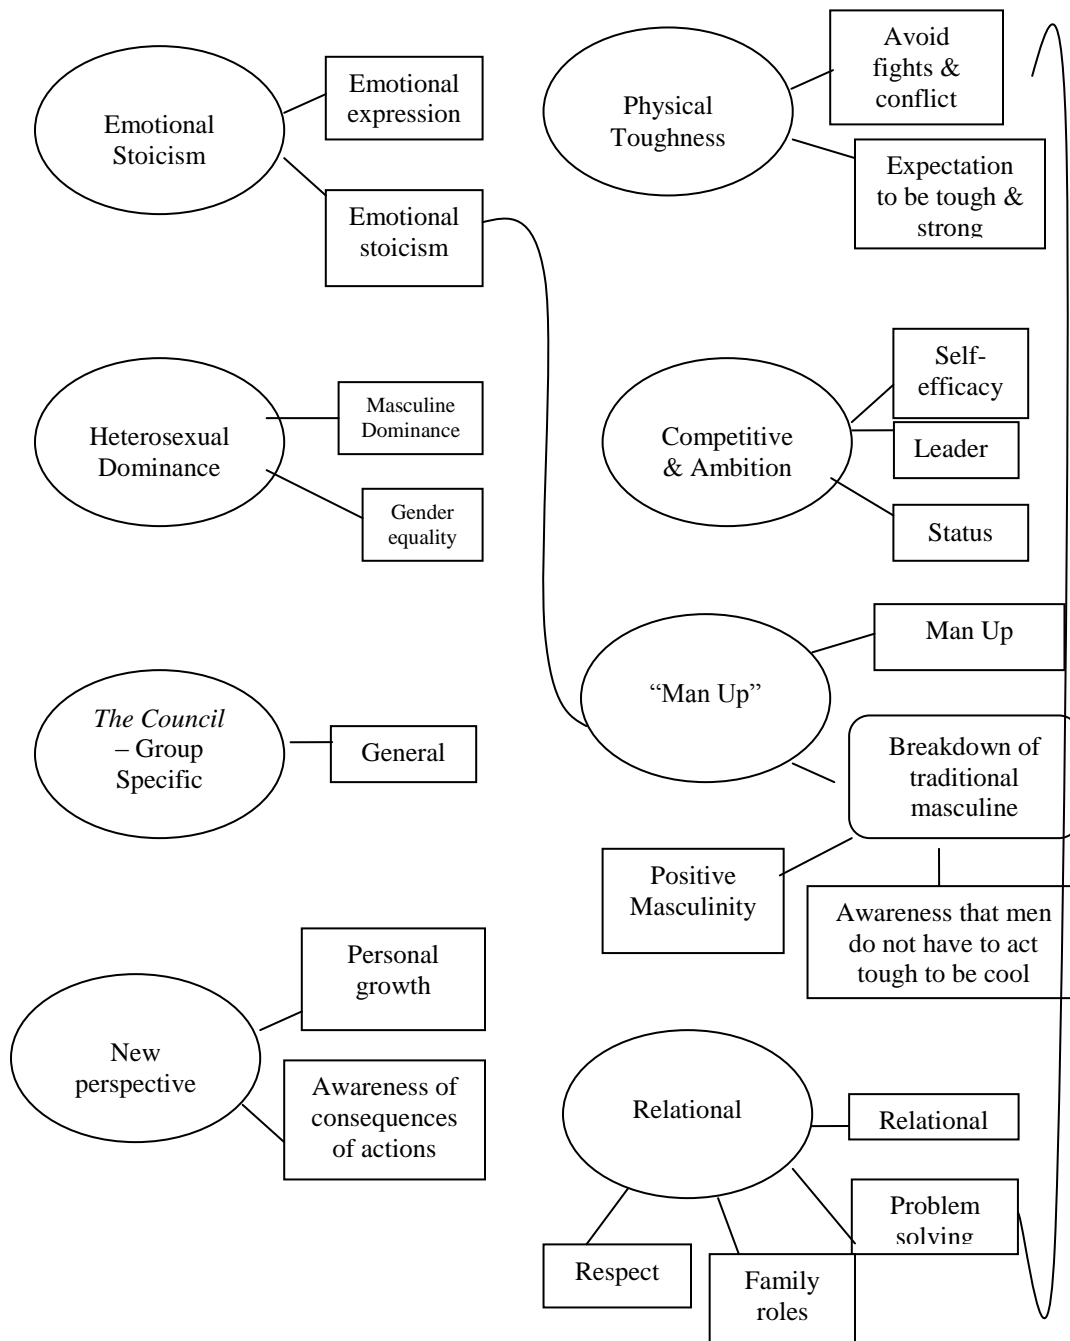 Emotional
Stoicism
Emotional
expression
Emotional
stoicism
Physical
Toughness
Avoid
fights &
conflict
Expectation
to be tough &
strong
Heterosexual
Dominance
Masculine
Dominance
Gender
equality
Competitive
& Ambition
Self-
efficacy
Leader
Status
The Council
– Group
Specific
General
“Man Up”
Man Up
Breakdown of
traditional
masculine
Positive
Masculinity
Awareness that men
do not have to act
tough to be cool
New
perspective
Personal
growth
Awareness of
consequences
of actions
Relational
Relational
Problem
solving
Respect
Family
roles